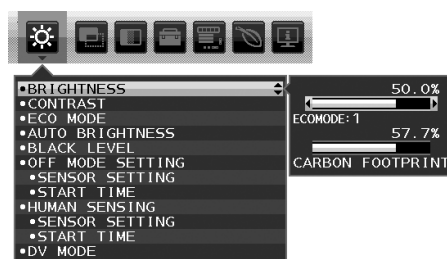 •BRIGHTNESS
•CONTRAST
•ECO MODE
•AUTO BRIGHTNESS
•BLACK LEVEL
•OFF MODE SETTING
•SENSOR SETTING
•START TIME
•HUMAN SENSING
•SENSOR SETTING
•START TIME
•DV MODE
50.0%
ECOMODE:1
57.7%
CARBON FOOTPRINT